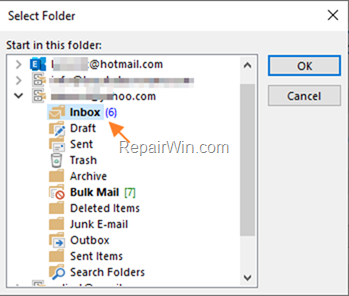 Select Folder
Start in this folder:
@hotmail.com
OK
@yahoo.com
Cancel
Inbox (6)
Draft
Sent
RepairWin.com
Trash
Archive
Bulk Mail [7]
Deleted Items
Junk E-mail
Outbox
Sent Items
Search Folders